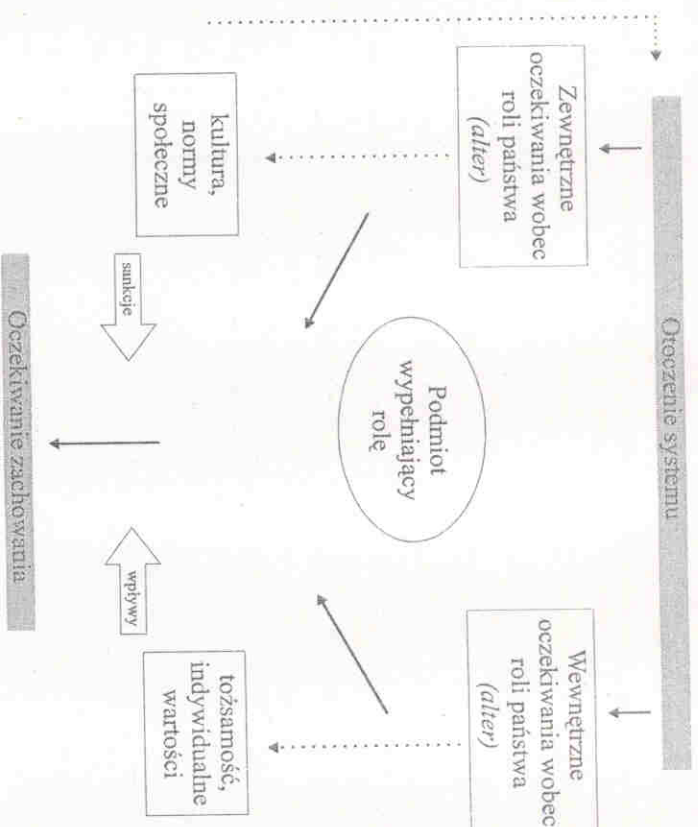 Otoczenie systemu
Zewnętrzne
oczekiwania wobec
roli państwa
(alter)
Wewnętrzne
oczekiwania wobec
roli państwa
(alter)
Podmiot
wypełniający
rolę
kultura,
normy
społeczne
sankcje
wpływy
tożsamość,
indywidualne
wartości
Oczekiwanie zachowania